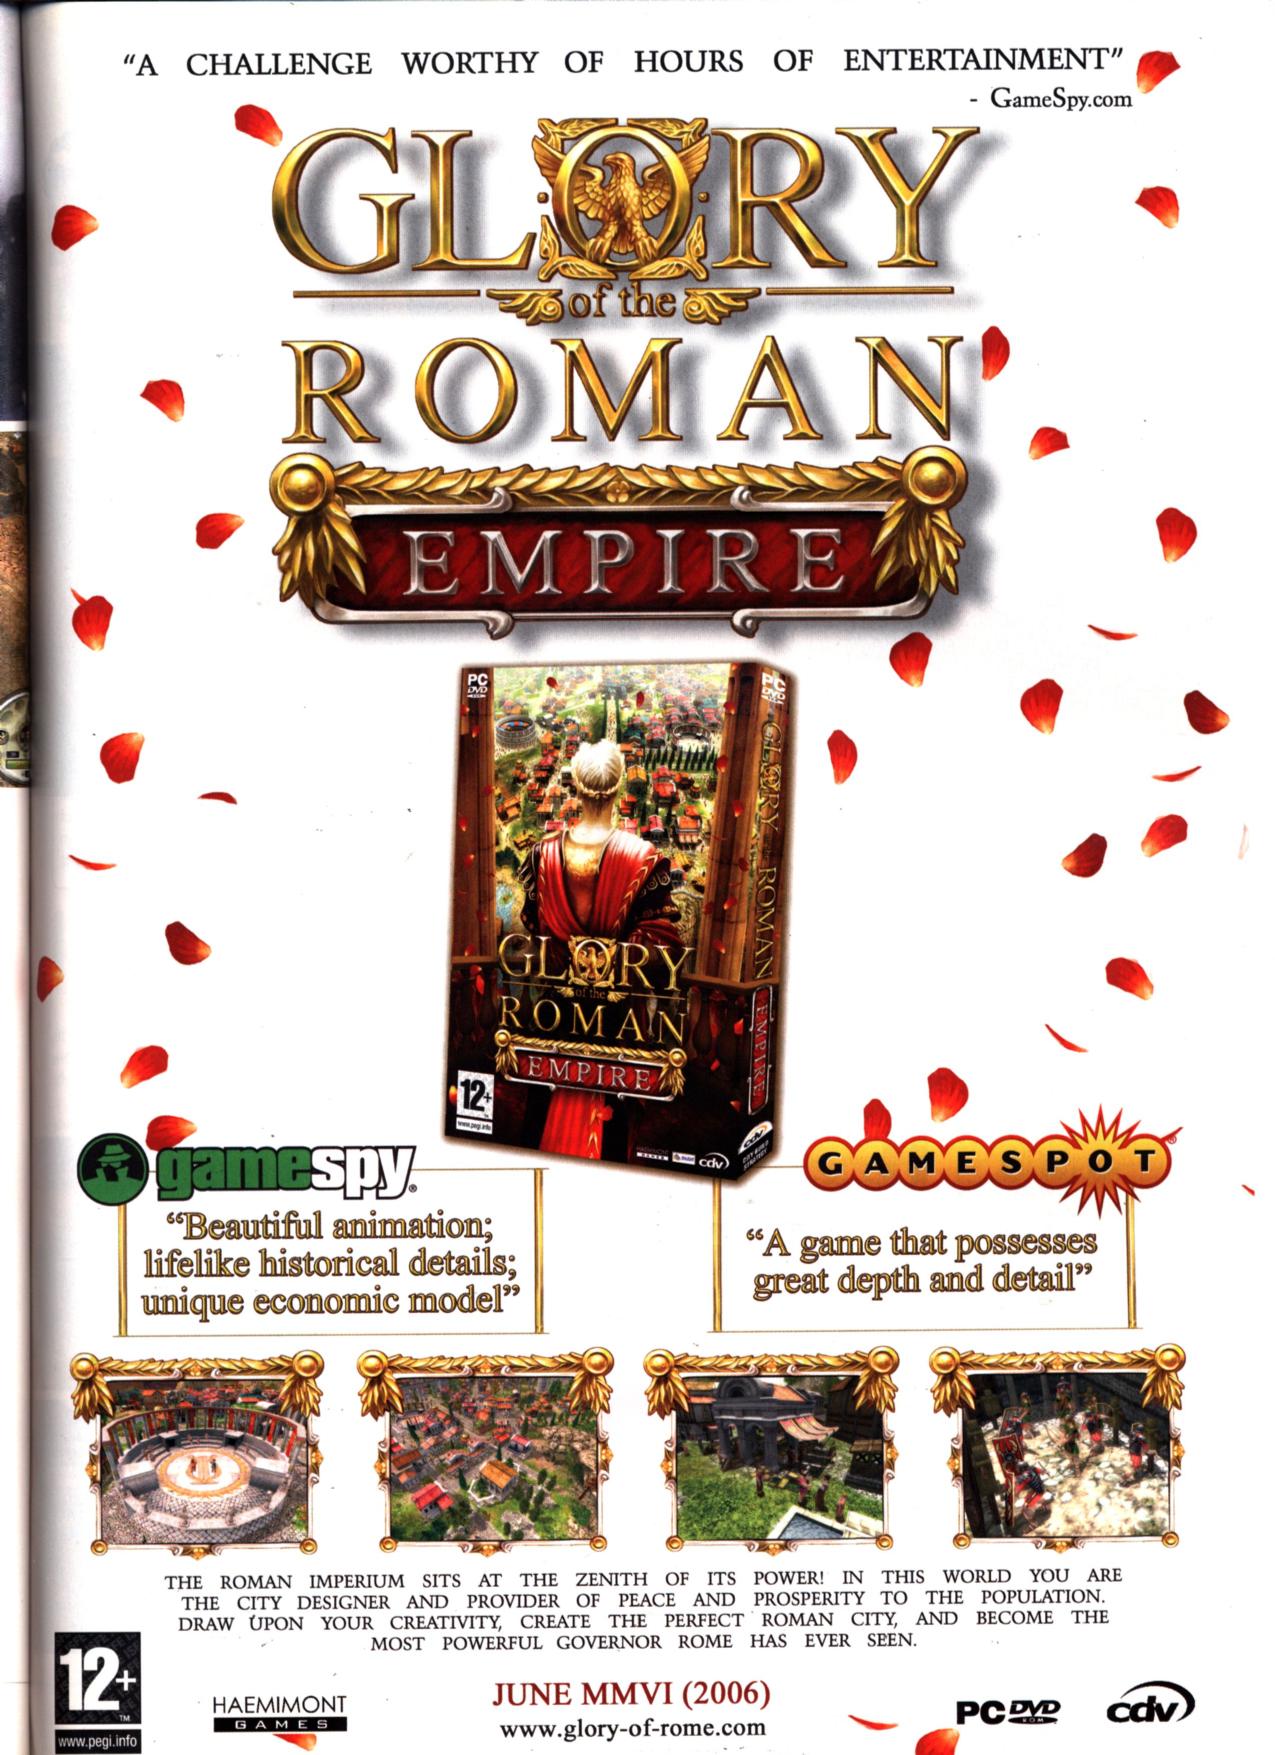 “A CHALLENGE WORTHY OF HOURS OF ENTERTAINMENT”
- GameSpy.com
GLORY
of the
ROMAN
EMPIRE
PC
DVD
PC
DVD
GLORY
of the
ROMAN
EMPIRE
GLORY
ROMAN
EMPIRE
12+
www.pegi.info
cdv
cdv
gamespy
“Beautiful animation;
lifelike historical details;
unique economic model”
GAMESPOT
“A game that possesses
great depth and detail”
THE ROMAN IMPERIUM SITS AT THE ZENITH OF ITS POWER! IN THIS WORLD YOU ARE
THE CITY DESIGNER AND PROVIDER OF PEACE AND PROSPERITY TO THE POPULATION.
DRAW UPON YOUR CREATIVITY, CREATE THE PERFECT ROMAN CITY, AND BECOME THE
MOST POWERFUL GOVERNOR ROME HAS EVER SEEN.
12+
TM
www.pegi.info
HAEMIMONT
GAMES
JUNE MMVI (2006)
www.glory-of-rome.com
PC DVD
ROM
cdv